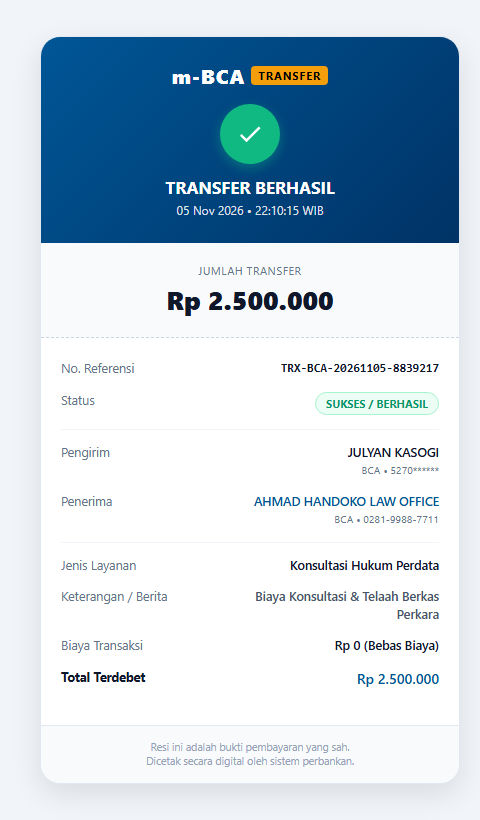 m-BCA TRANSFER
TRANSFER BERHASIL
05 Nov 2026 • 22:10:15 WIB
JUMLAH TRANSFER
Rp 2.500.000
No. Referensi TRX-BCA-20261105-8839217
Status SUKSES / BERHASIL
Pengirim JULYAN KASOGI
BCA • 5270******
Penerima AHMAD HANDOKO LAW OFFICE
BCA • 0281-9988-7711
Jenis Layanan Konsultasi Hukum Perdata
Keterangan / Berita Biaya Konsultasi & Telaah Berkas
Perkara
Biaya Transaksi Rp 0 (Bebas Biaya)
Total Terdebet Rp 2.500.000
Resi ini adalah bukti pembayaran yang sah.
Dicetak secara digital oleh sistem perbankan.